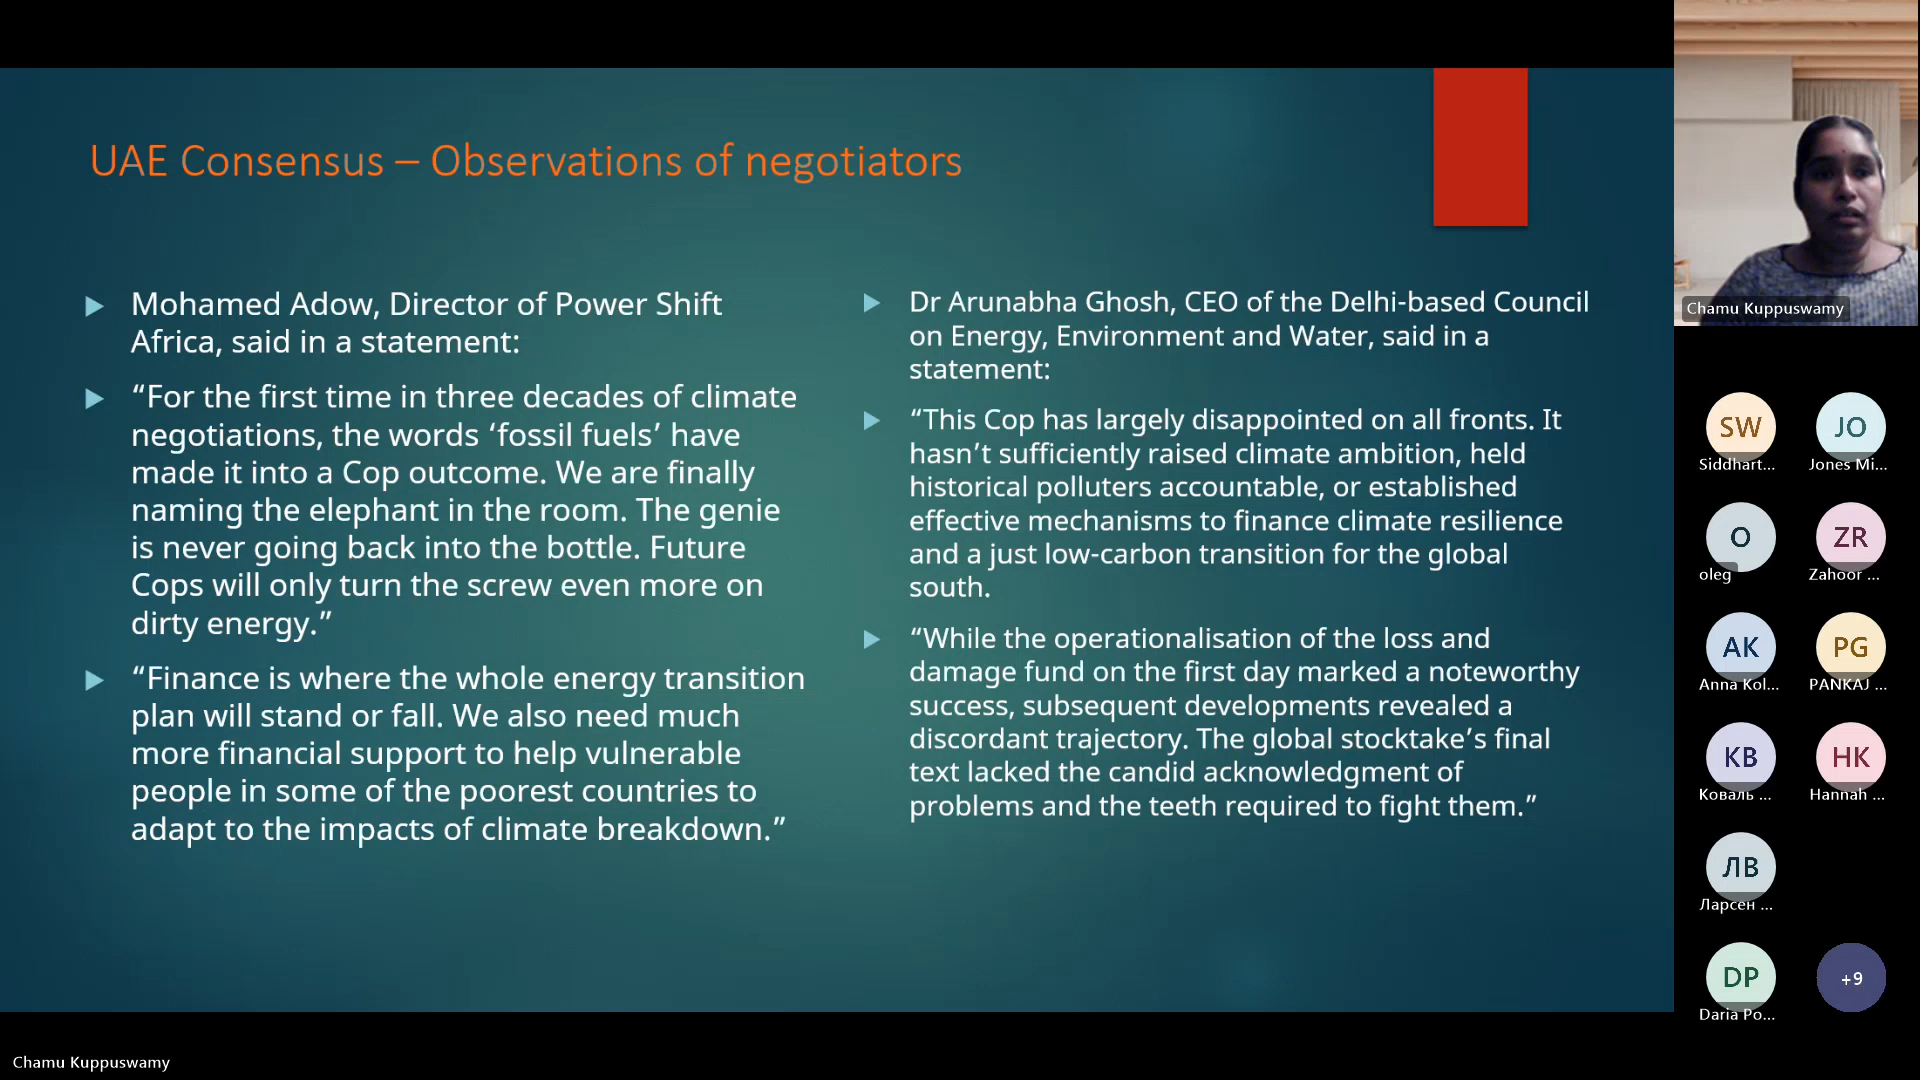 UAE Consensus – Observations of negotiators
Mohamed Adow, Director of Power Shift
Africa, said in a statement:
“For the first time in three decades of climate
negotiations, the words ‘fossil fuels’ have
made it into a Cop outcome. We are finally
naming the elephant in the room. The genie
is never going back into the bottle. Future
Cops will only turn the screw even more on
dirty energy.”
“Finance is where the whole energy transition
plan will stand or fall. We also need much
more financial support to help vulnerable
people in some of the poorest countries to
adapt to the impacts of climate breakdown.”
Dr Arunabha Ghosh, CEO of the Delhi-based Council
on Energy, Environment and Water, said in a
statement:
“This Cop has largely disappointed on all fronts. It
hasn’t sufficiently raised climate ambition, held
historical polluters accountable, or established
effective mechanisms to finance climate resilience
and a just low-carbon transition for the global
south.
“While the operationalisation of the loss and
damage fund on the first day marked a noteworthy
success, subsequent developments revealed a
discordant trajectory. The global stocktake’s final
text lacked the candid acknowledgment of
problems and the teeth required to fight them.”
Chamu Kuppuswamy
SW
Siddhart...
JO
Jones Mi...
O
oleg
ZR
Zahoor ...
AK
Anna Kol...
PG
PANKAJ ...
КВ
Коваль ...
HK
Hannah ...
ЛВ
Ларсен ...
DP
Daria Po...
+9
Chamu Kuppuswamy